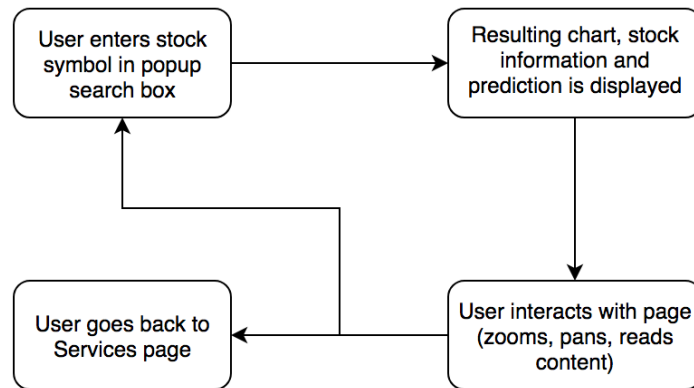 User enters stock
symbol in popup
search box
Resulting chart, stock
information and
prediction is displayed
User goes back to
Services page
User interacts with page
(zooms, pans, reads
content)